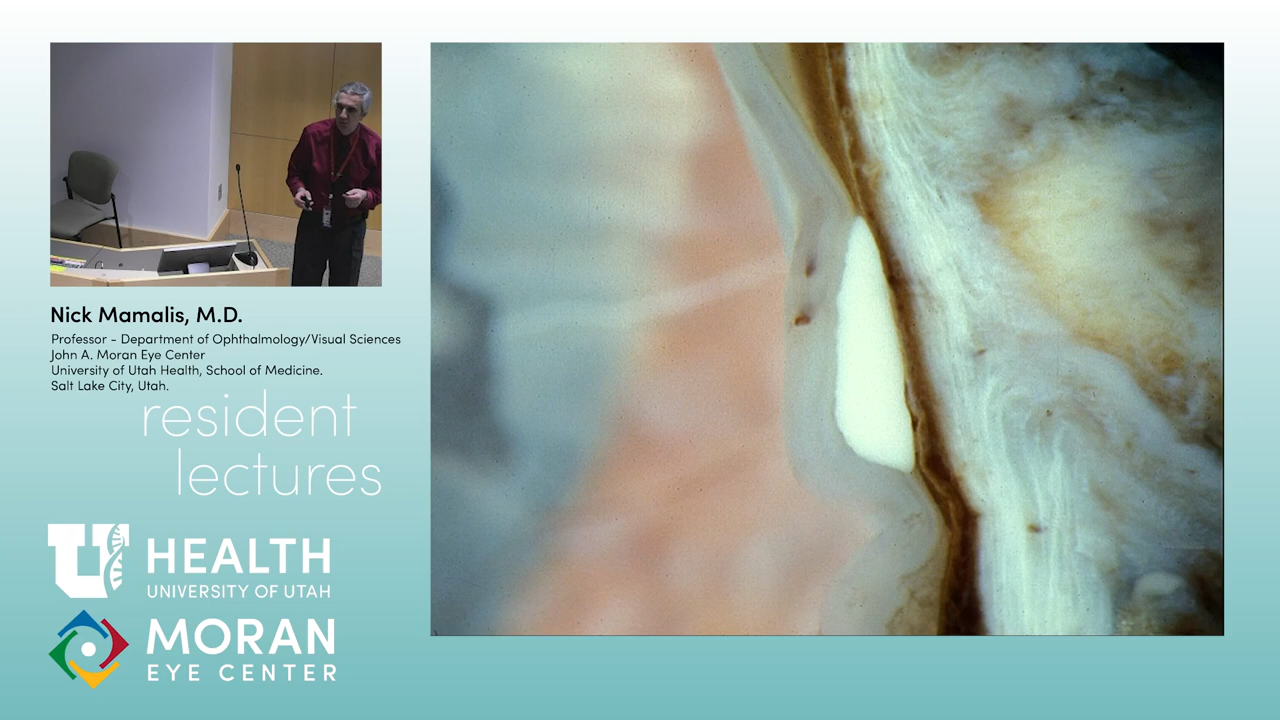 Nick Mamalis, M.D.
Professor - Department of Ophthalmology/Visual Sciences
John A. Moran Eye Center
University of Utah Health, School of Medicine.
Salt Lake City, Utah.
resident
lectures
U HEALTH
UNIVERSITY OF UTAH
MORAN
EYE CENTER